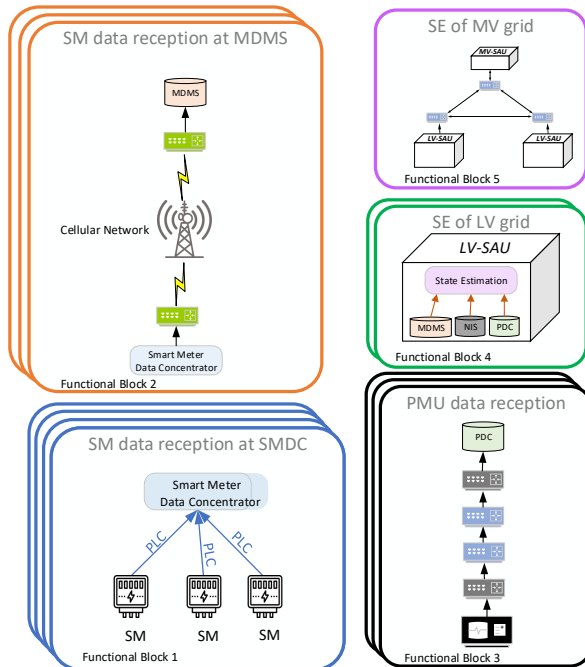 SM data reception at MDMS
MDMS
Cellular Network
Smart Meter
Data Concentrator
Functional Block 2
SE of MV grid
MV-SAU
LV-SAU
LV-SAU
Functional Block 5
SE of LV grid
LV-SAU
State Estimation
MDMS
NIS
PDC
Functional Block 4
SM data reception at SMDC
Smart Meter
Data Concentrator
PLC
PLC
PLC
SM
SM
SM
Functional Block 1
PMU data reception
PDC
Functional Block 3